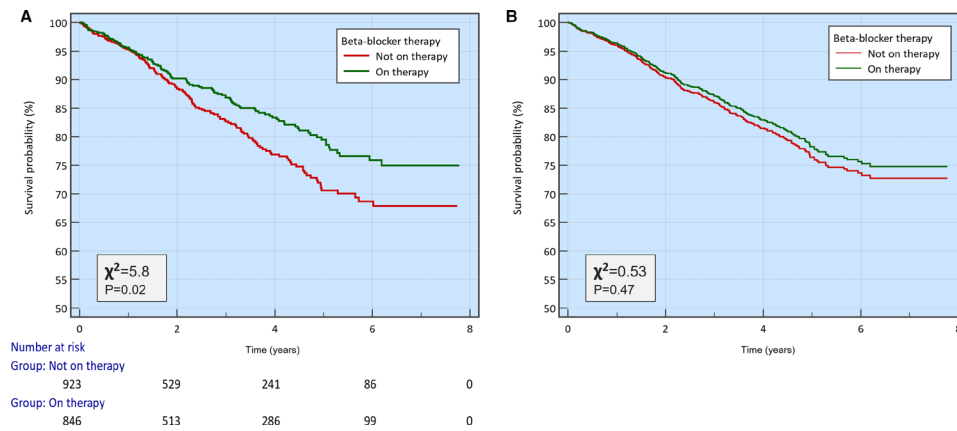 A
Survival probability (%)
100
95
90
85
80
75
70
65
60
55
50
Beta-blocker therapy
Not on therapy
On therapy
χ²=5.8
P=0.02
0 2 4 6 8
Time (years)
Number at risk
Group: Not on therapy
923 529 241 86 0
Group: On therapy
846 513 286 99 0
B
Survival probability (%)
100
95
90
85
80
75
70
65
60
55
50
Beta-blocker therapy
Not on therapy
On therapy
χ²=0.53
P=0.47
0 2 4 6 8
Time (years)